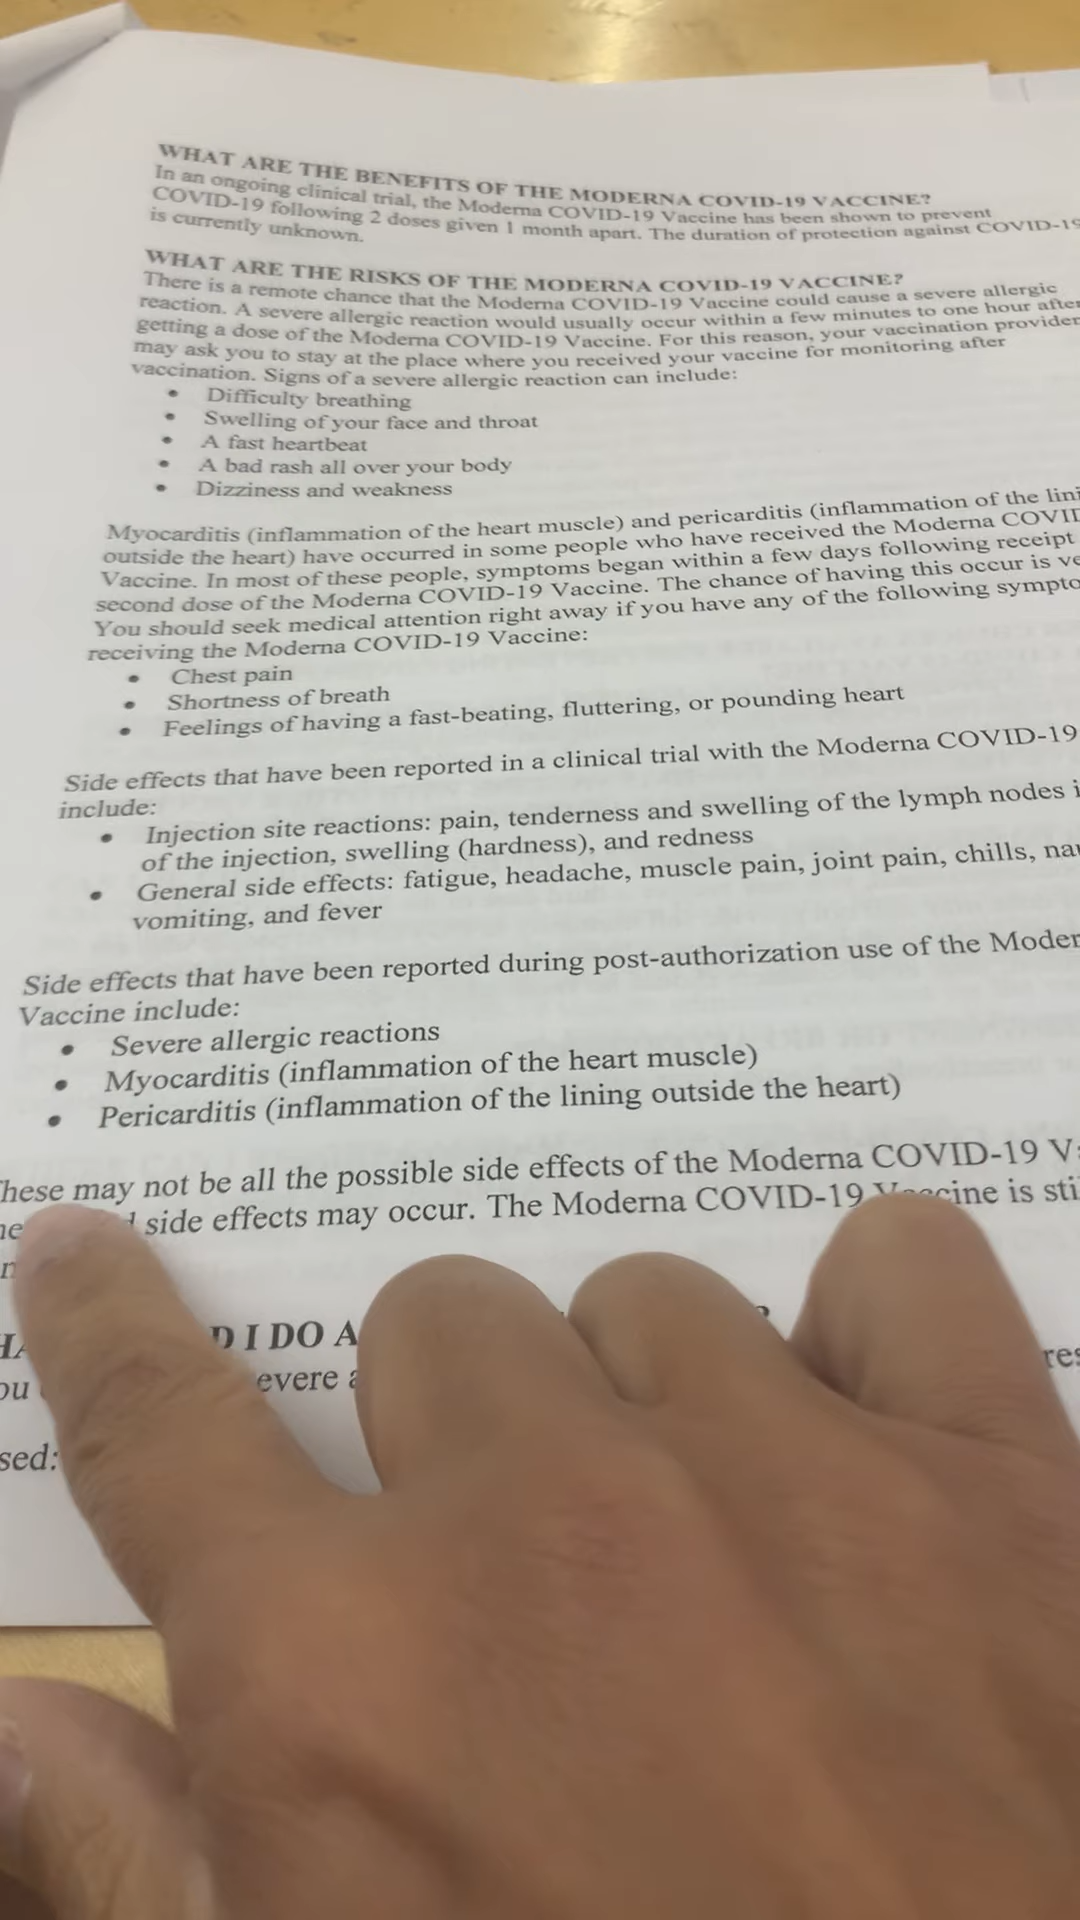 WHAT ARE THE BENEFITS OF THE MODERNA COVID-19 VACCINE?
In an ongoing clinical trial, the Moderna COVID-19 Vaccine has been shown to prevent
COVID-19 following 2 doses given 1 month apart. The duration of protection against COVID-19
is currently unknown.
WHAT ARE THE RISKS OF THE MODERNA COVID-19 VACCINE?
There is a remote chance that the Moderna COVID-19 Vaccine could cause a severe allergic
reaction. A severe allergic reaction would usually occur within a few minutes to one hour after
getting a dose of the Moderna COVID-19 Vaccine. For this reason, your vaccination provider
may ask you to stay at the place where you received your vaccine for monitoring after
vaccination. Signs of a severe allergic reaction can include:
• Difficulty breathing
• Swelling of your face and throat
• A fast heartbeat
• A bad rash all over your body
• Dizziness and weakness
Myocarditis (inflammation of the heart muscle) and pericarditis (inflammation of the lini
outside the heart) have occurred in some people who have received the Moderna COVID
Vaccine. In most of these people, symptoms began within a few days following receipt
second dose of the Moderna COVID-19 Vaccine. The chance of having this occur is ve
You should seek medical attention right away if you have any of the following sympto
receiving the Moderna COVID-19 Vaccine:
• Chest pain
• Shortness of breath
• Feelings of having a fast-beating, fluttering, or pounding heart
Side effects that have been reported in a clinical trial with the Moderna COVID-19
include:
• Injection site reactions: pain, tenderness and swelling of the lymph nodes i
of the injection, swelling (hardness), and redness
• General side effects: fatigue, headache, muscle pain, joint pain, chills, nau
vomiting, and fever
Side effects that have been reported during post-authorization use of the Moder
Vaccine include:
• Severe allergic reactions
• Myocarditis (inflammation of the heart muscle)
• Pericarditis (inflammation of the lining outside the heart)
hese may not be all the possible side effects of the Moderna COVID-19 V
side effects may occur. The Moderna COVID-19 Vaccine is sti
D I DO A
evere a
res
ou
sed: